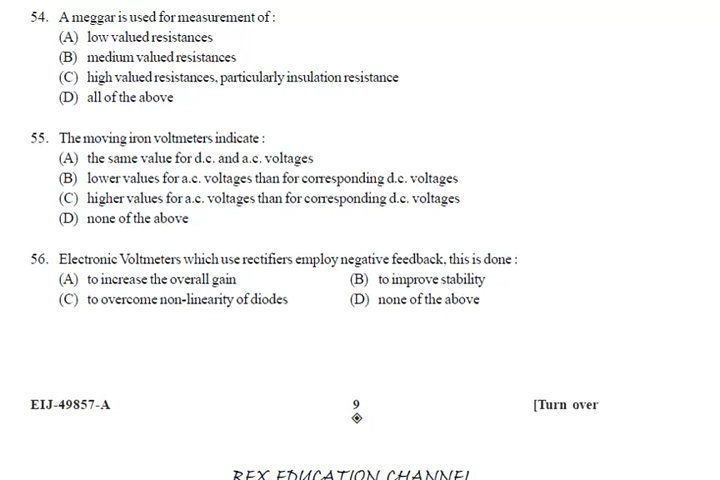 54. A meggar is used for measurement of :
(A) low valued resistances
(B) medium valued resistances
(C) high valued resistances, particularly insulation resistance
(D) all of the above
55. The moving iron voltmeters indicate :
(A) the same value for d.c. and a.c. voltages
(B) lower values for a.c. voltages than for corresponding d.c. voltages
(C) higher values for a.c. voltages than for corresponding d.c. voltages
(D) none of the above
56. Electronic Voltmeters which use rectifiers employ negative feedback, this is done :
(A) to increase the overall gain (B) to improve stability
(C) to overcome non-linearity of diodes (D) none of the above
EIJ-49857-A 9 [Turn over
REX EDUCATION CHANNEL